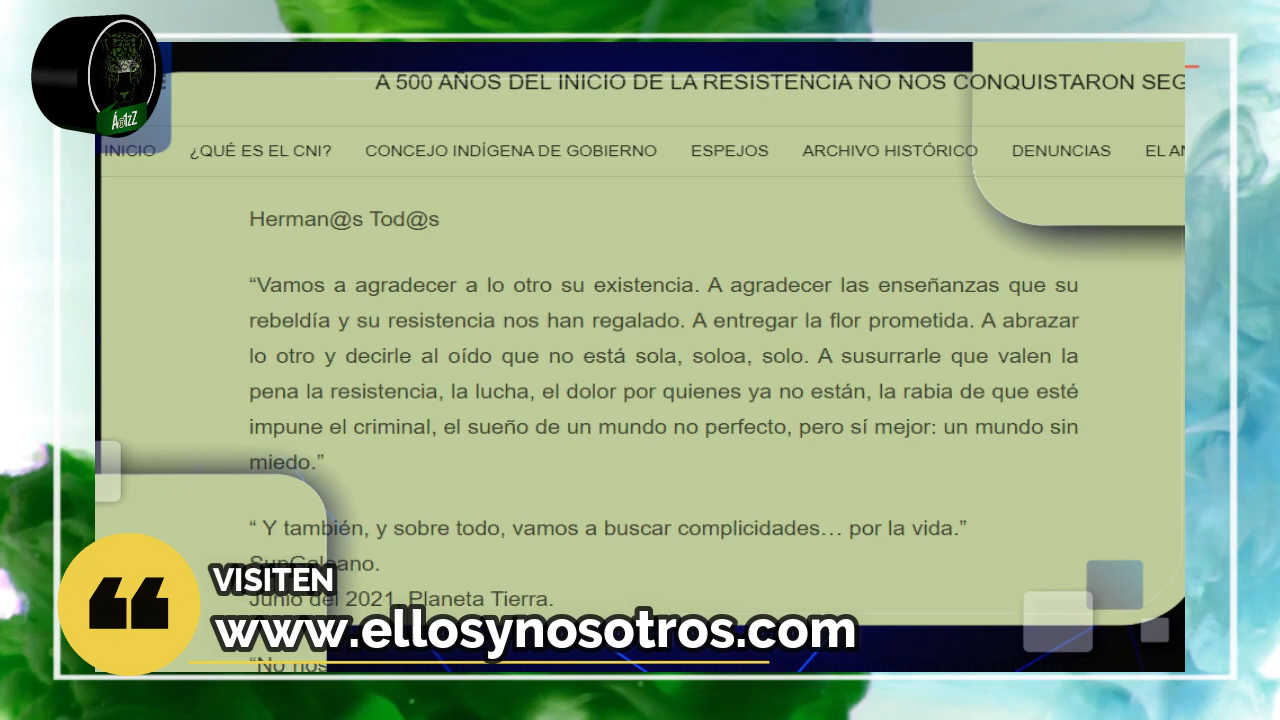 A 500 AÑOS DEL INICIO DE LA RESISTENCIA NO NOS CONQUISTARON SEG
INICIO ¿QUÉ ES EL CNI? CONCEJO INDÍGENA DE GOBIERNO ESPEJOS ARCHIVO HISTÓRICO DENUNCIAS EL AN
Herman@s Tod@s
“Vamos a agradecer a lo otro su existencia. A agradecer las enseñanzas que su
rebeldía y su resistencia nos han regalado. A entregar la flor prometida. A abrazar
lo otro y decirle al oído que no está sola, soloa, solo. A susurrarle que valen la
pena la resistencia, la lucha, el dolor por quienes ya no están, la rabia de que esté
impune el criminal, el sueño de un mundo no perfecto, pero sí mejor: un mundo sin
miedo.”
“ Y también, y sobre todo, vamos a buscar complicidades… por la vida.”
SupGaleano.
Junio del 2021. Planeta Tierra.
VISITEN
www.ellosynosotros.com
“No nos